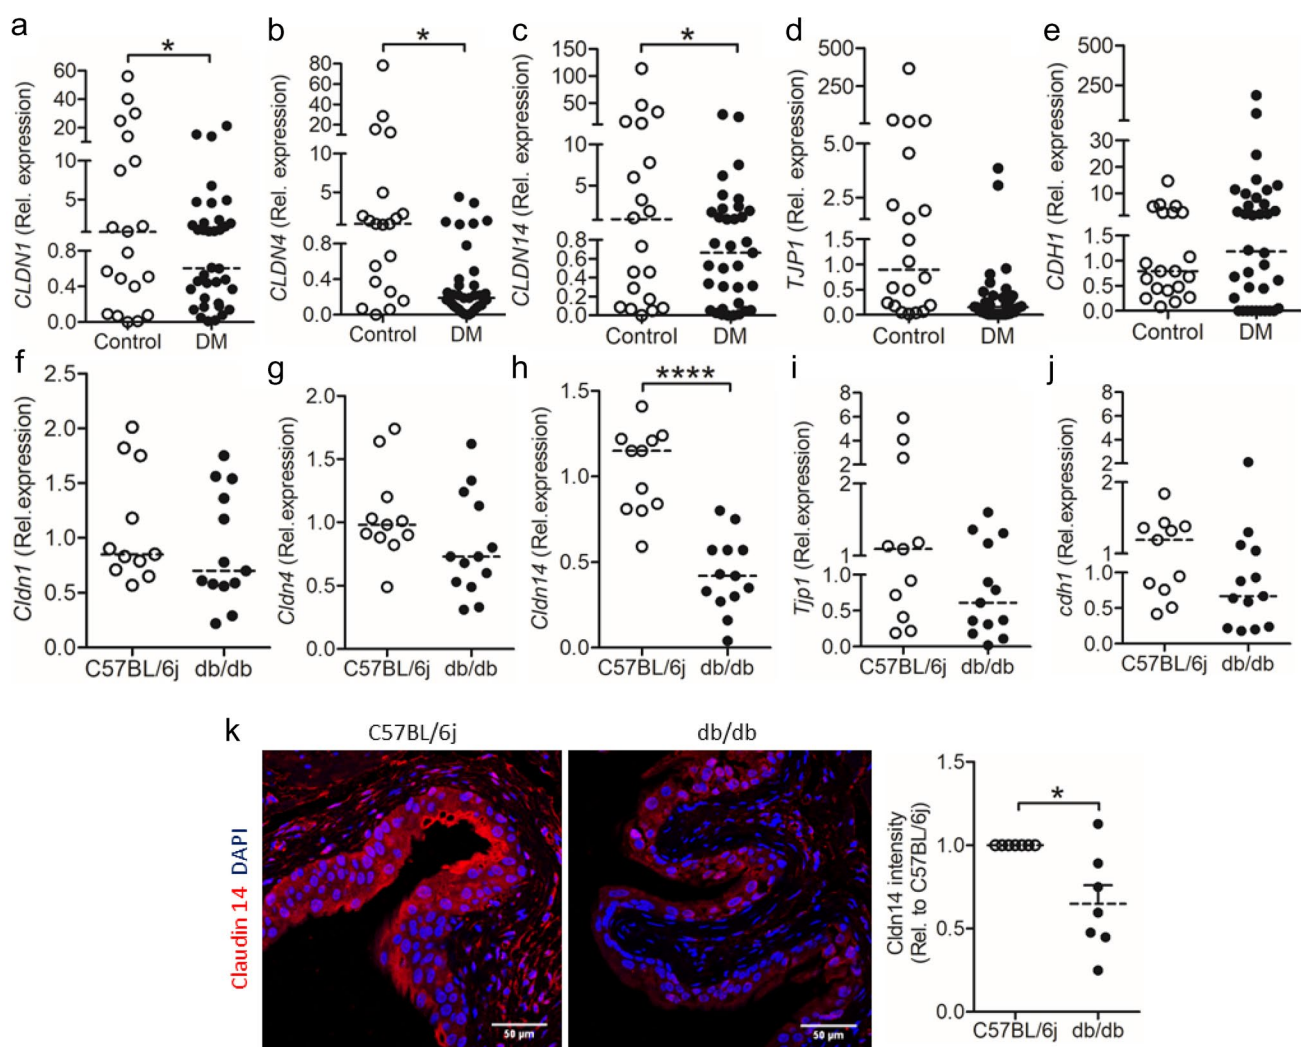 a
*
CLDN1 (Rel. expression)
60
40
20
10
5
0.8
0.4
0.0
Control
DM
b
*
CLDN4 (Rel. expression)
80
60
40
20
10
5
0.8
0.4
0.0
Control
DM
c
*
CLDN14 (Rel. expression)
150
100
50
10
5
0.8
0.6
0.4
0.2
0.0
Control
DM
d
TJP1 (Rel. expression)
500
250
5.0
2.5
1.5
1.0
0.5
0.0
Control
DM
e
CDH1 (Rel. expression)
500
250
30
20
10
1.5
1.0
0.5
0.0
Control
DM
f
Cldn1 (Rel. expression)
2.5
2.0
1.5
1.0
0.5
0.0
C57BL/6j
db/db
g
Cldn4 (Rel.expression)
2.0
1.5
1.0
0.5
0.0
C57BL/6j
db/db
h
****
Cldn14 (Rel.expression)
1.5
1.0
0.5
0.0
C57BL/6j
db/db
i
Tjp1 (Rel.expression)
8
6
4
2
2
1
1.0
0.5
0.0
C57BL/6j
db/db
j
cdh1 (Rel.expression)
8
6
4
2
2
1
1.0
0.5
0.0
C57BL/6j
db/db
k
C57BL/6j
db/db
Claudin 14 DAPI
50 µm
50 µm
*
Cldn14 intensity
(Rel. to C57BL/6j)
1.5
1.0
0.5
0.0
C57BL/6j
db/db